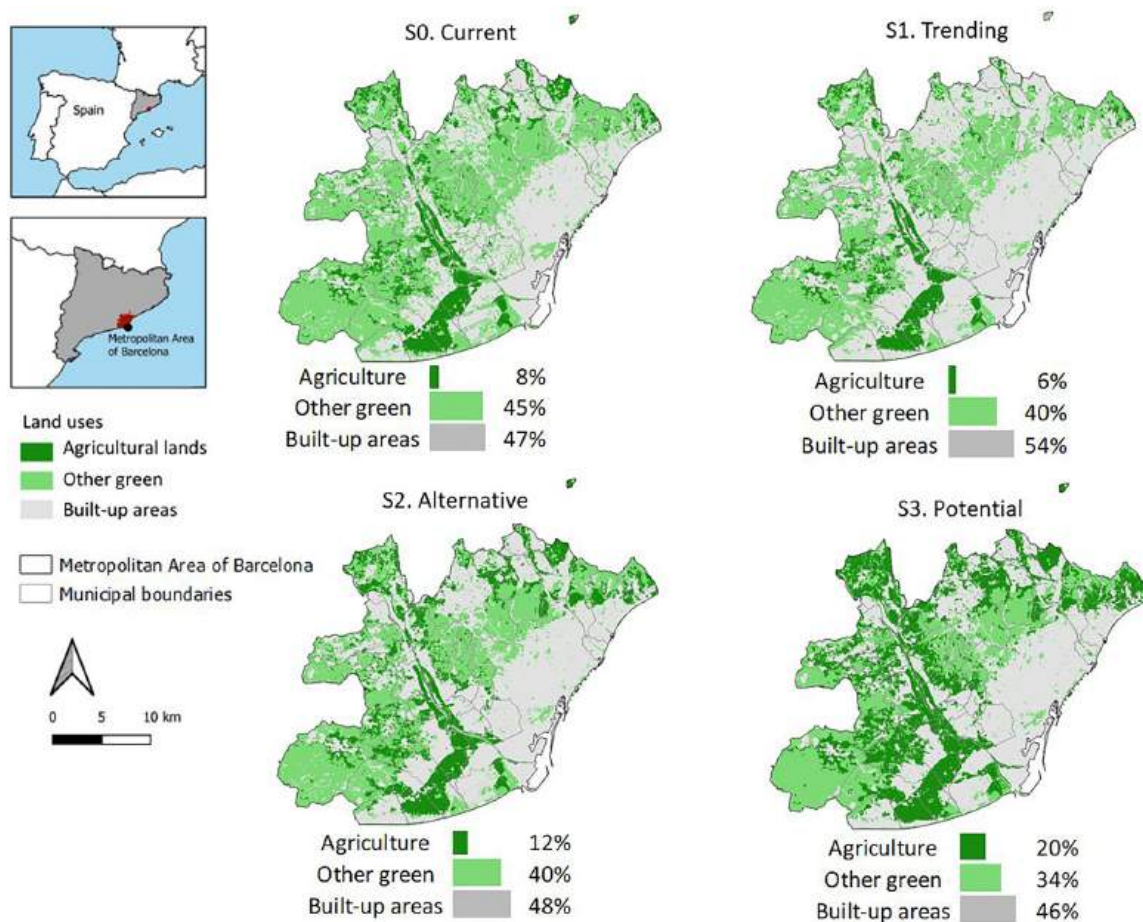 Spain
Metropolitan Area
of Barcelona
Land uses
Agricultural lands
Other green
Built-up areas
Metropolitan Area of Barcelona
Municipal boundaries
0 5 10 km
S0. Current
Agriculture 8%
Other green 45%
Built-up areas 47%
S1. Trending
Agriculture 6%
Other green 40%
Built-up areas 54%
S2. Alternative
Agriculture 12%
Other green 40%
Built-up areas 48%
S3. Potential
Agriculture 20%
Other green 34%
Built-up areas 46%